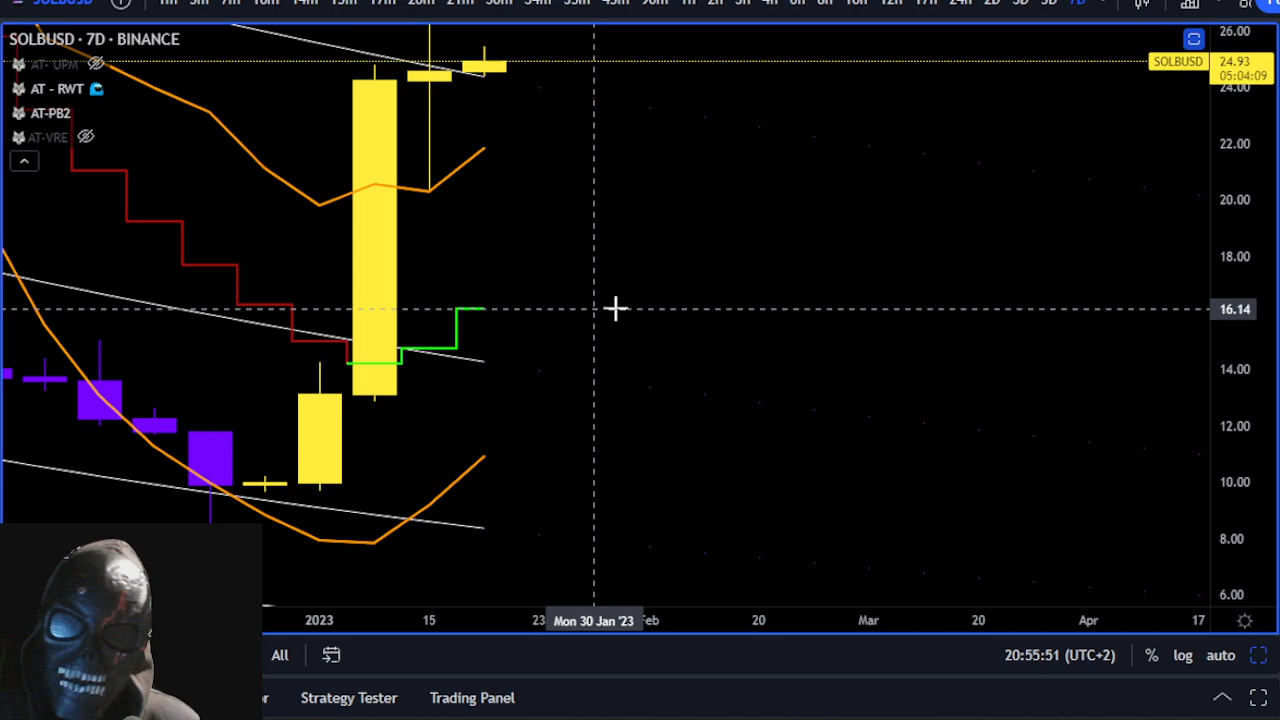 SOLBUSD
SOLBUSD · 7D · BINANCE
AT- UPM
AT - RWT
AT-PB2
AT-VRE
26.00
SOLBUSD 24.93
05:04:09
24.00
22.00
20.00
18.00
16.14
14.00
12.00
10.00
8.00
6.00
2023 15 23 Mon 30 Jan '23 Feb 20 Mar 20 Apr 17
All 20:55:51 (UTC+2) % log auto
Strategy Tester Trading Panel